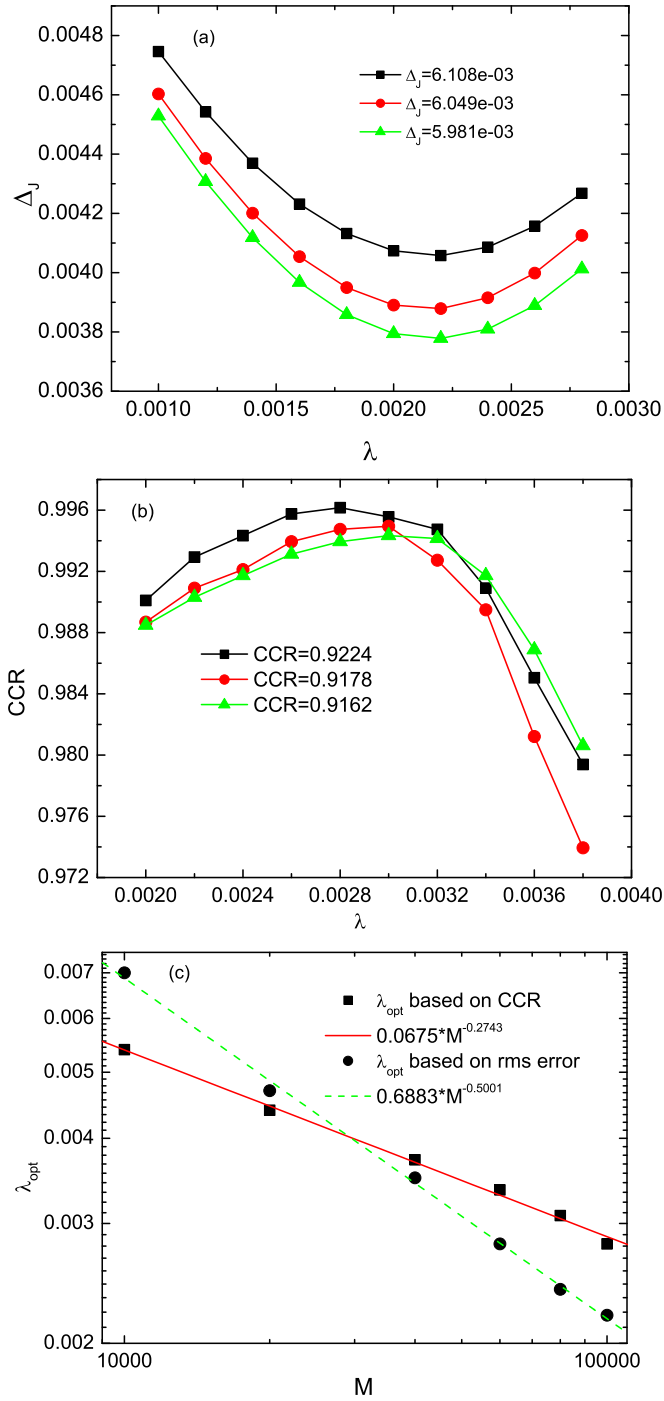 (a)
Δ_J=6.108e-03
Δ_J=6.049e-03
Δ_J=5.981e-03
0.0048
0.0046
0.0044
0.0042
0.0040
0.0038
0.0036
Δ_J
0.0010 0.0015 0.0020 0.0025 0.0030
λ
(b)
CCR=0.9224
CCR=0.9178
CCR=0.9162
0.996
0.992
0.988
0.984
0.980
0.976
0.972
CCR
0.0020 0.0024 0.0028 0.0032 0.0036 0.0040
λ
(c)
λ_opt based on CCR
0.0675*M^-0.2743
λ_opt based on rms error
0.6883*M^-0.5001
0.007
0.006
0.005
0.004
0.003
0.002
λ_opt
10000 100000
M